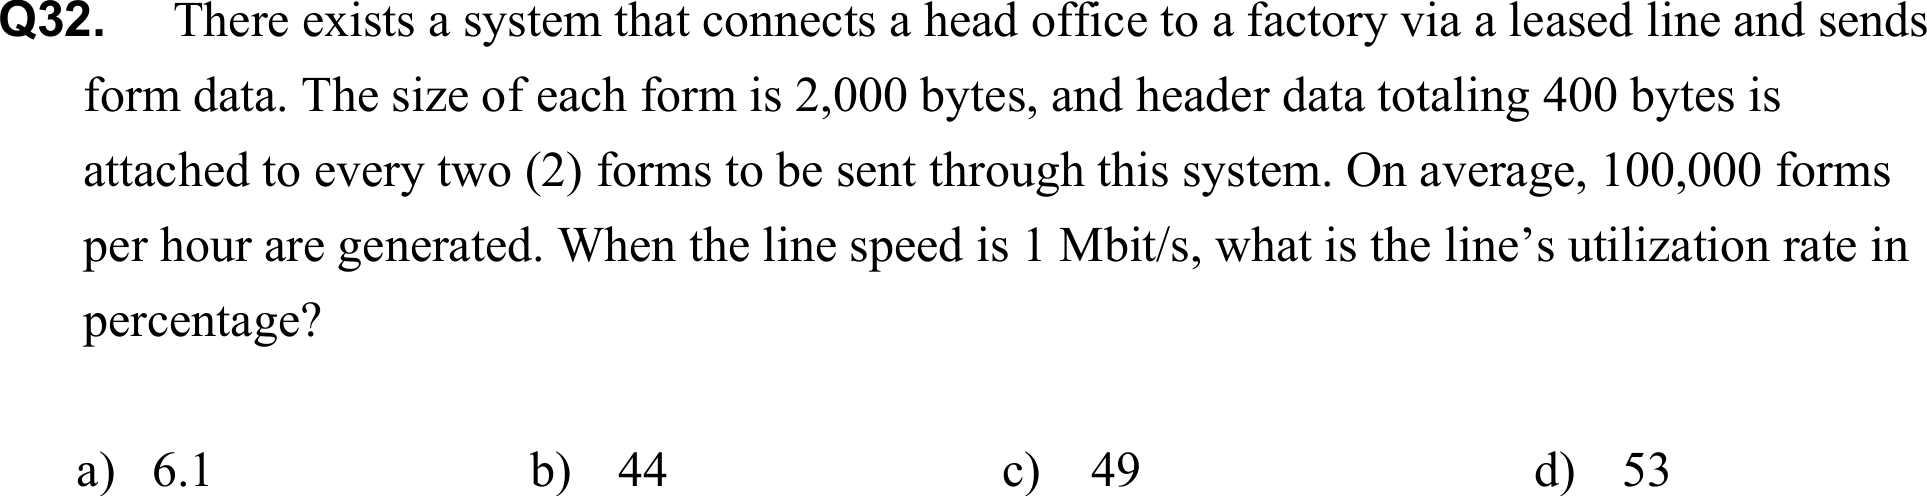 Q32. There exists a system that connects a head office to a factory via a leased line and sends
form data. The size of each form is 2,000 bytes, and header data totaling 400 bytes is
attached to every two (2) forms to be sent through this system. On average, 100,000 forms
per hour are generated. When the line speed is 1 Mbit/s, what is the line’s utilization rate in
percentage?
a) 6.1 b) 44 c) 49 d) 53